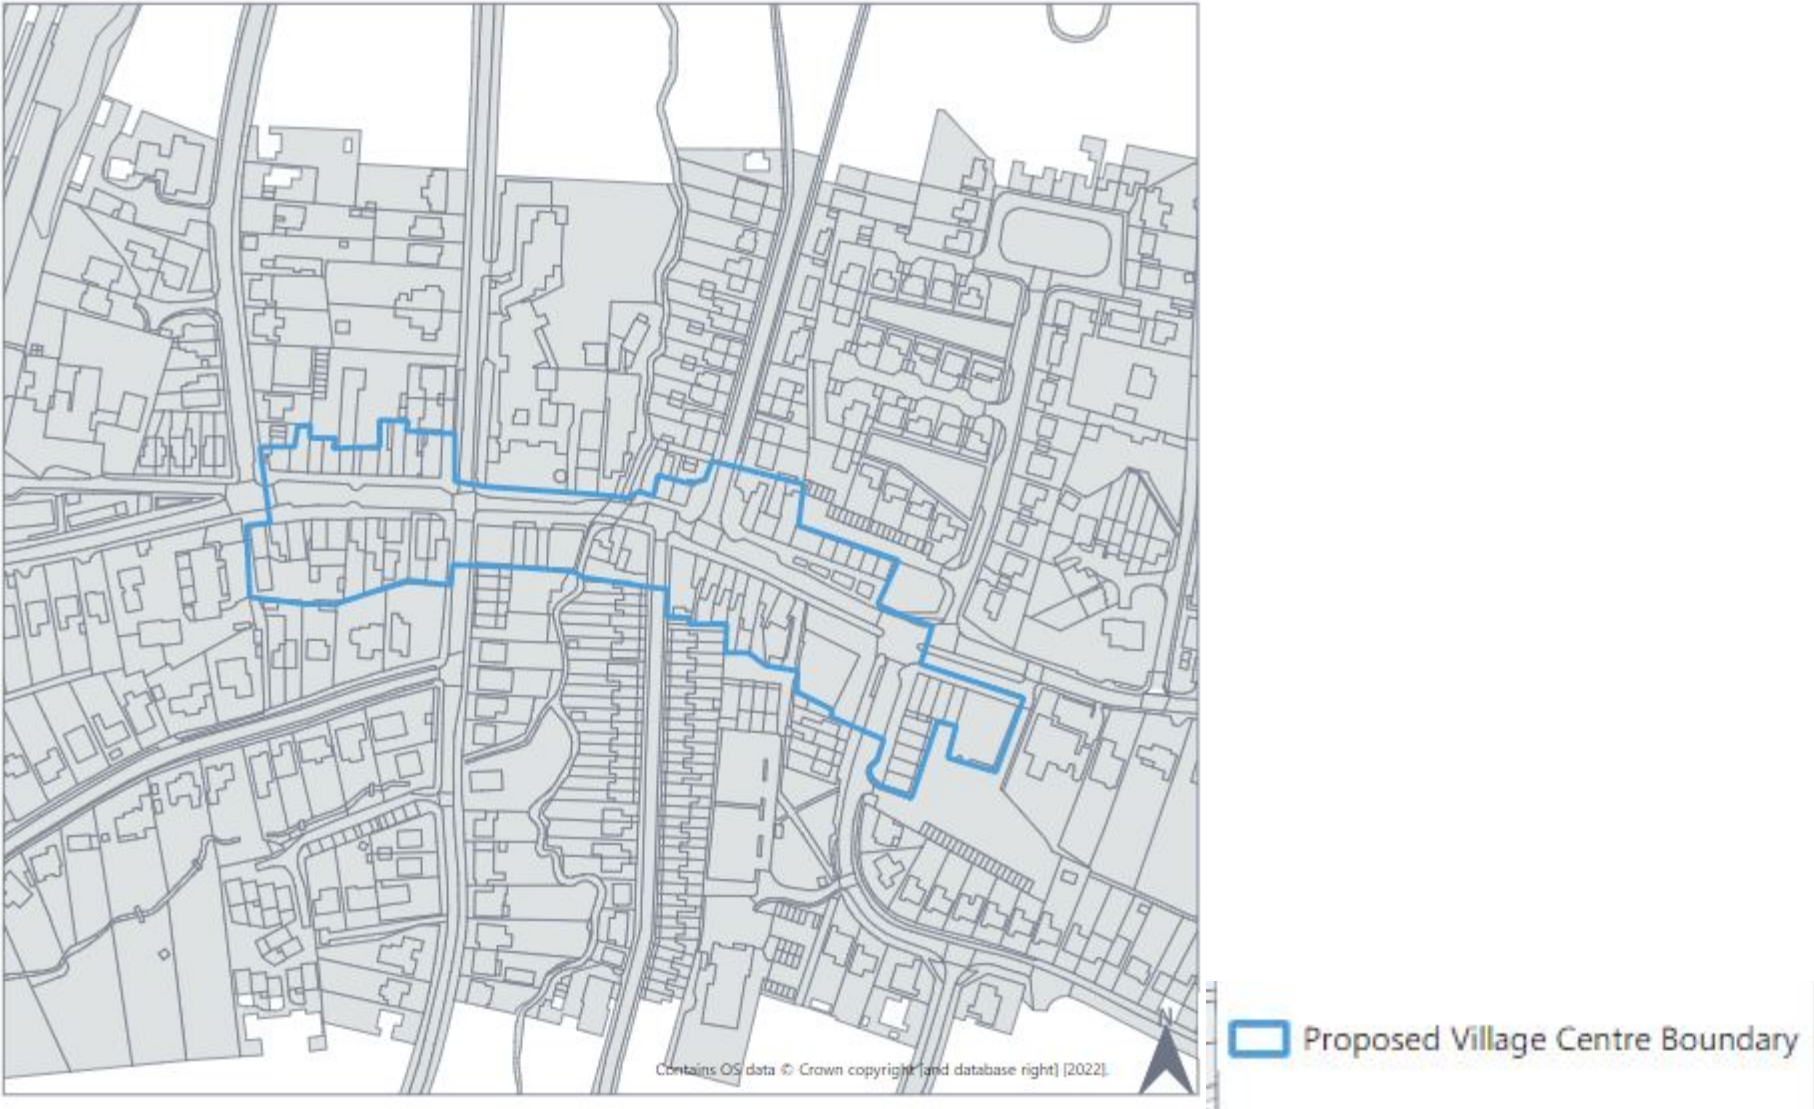 N
Contains OS data © Crown copyright [and database right] [2022].
Proposed Village Centre Boundary